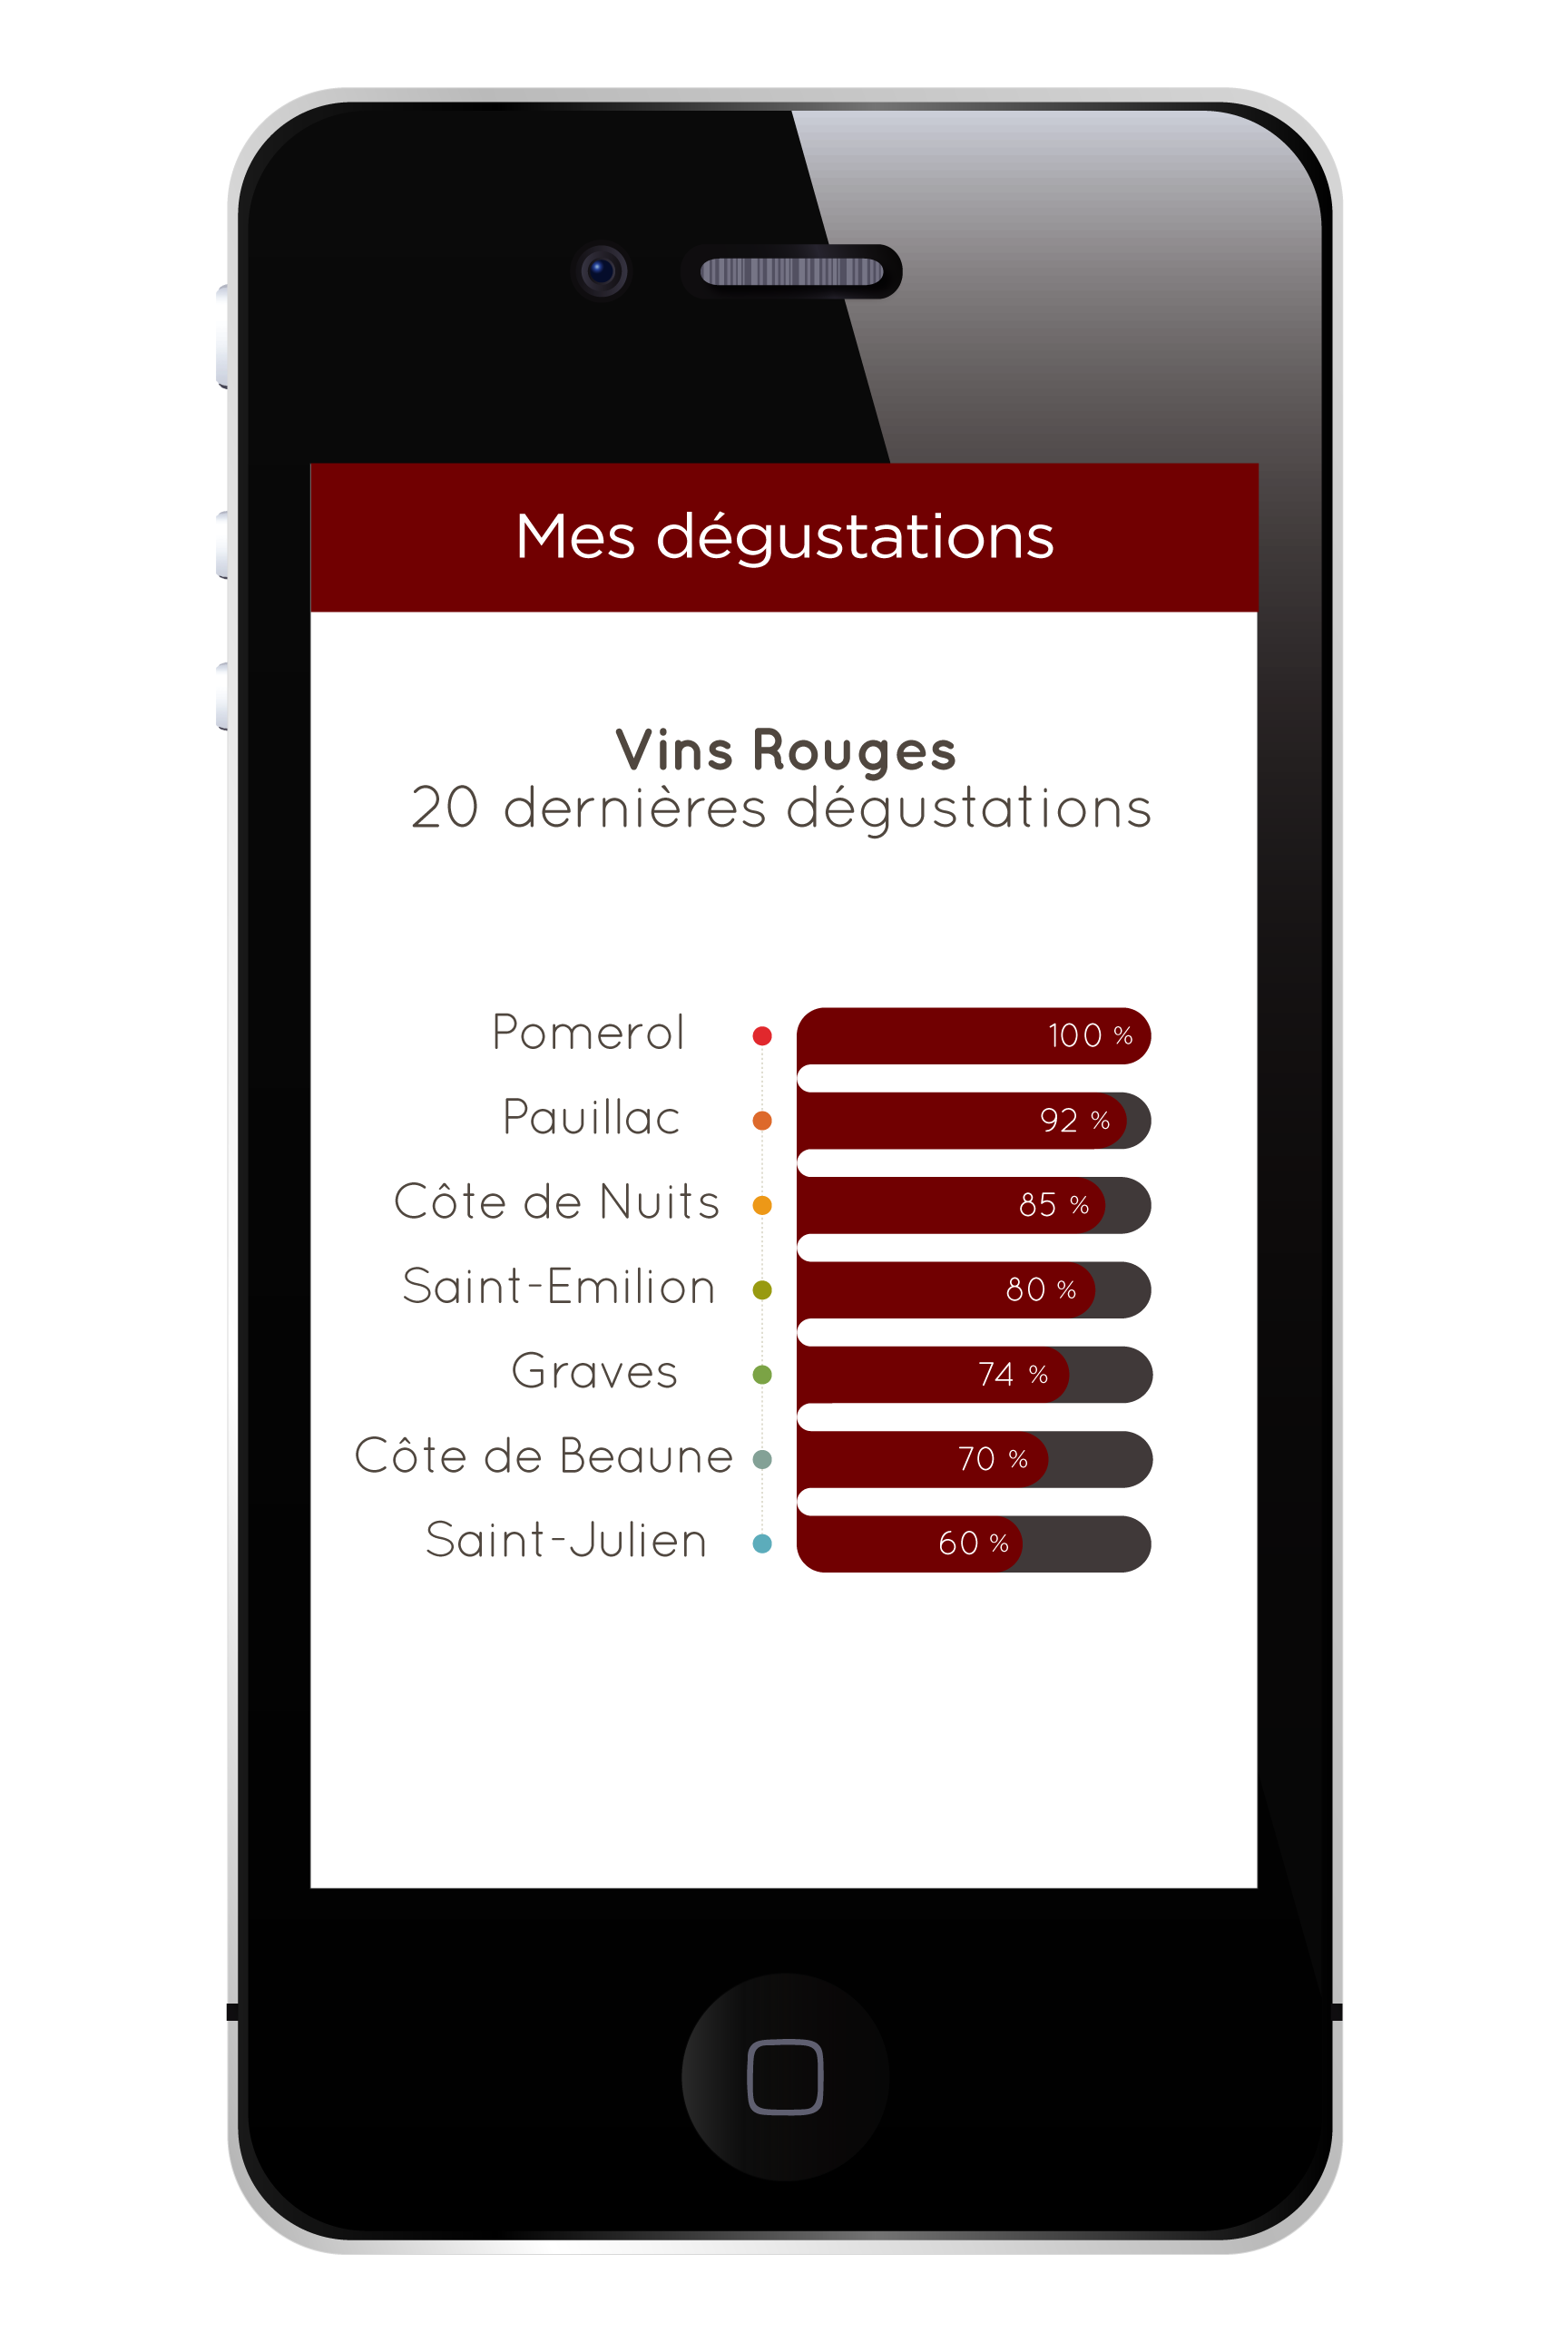 Mes dégustations
Vins Rouges
20 dernières dégustations
Pomerol 100 %
Pauillac 92 %
Côte de Nuits 85 %
Saint-Emilion 80 %
Graves 74 %
Côte de Beaune 70 %
Saint-Julien 60 %